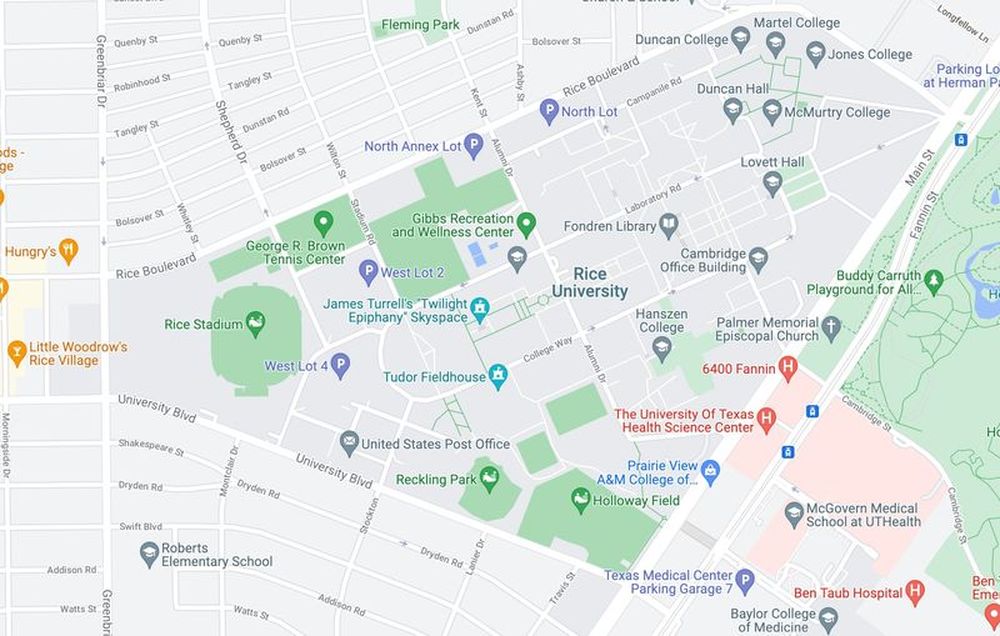 Fleming Park
Dunstan Rd
Martel College
Longfellow Ln
Quenby St
Quenby St
Bolsover St
Duncan College
Jones College
Greenbriar Dr
Robinhood St
Tangley St
Ashby St
Rice Boulevard
Campanile Rd
Parking Lo
at Herman Pa
Shepherd Dr
Kent St
North Lot
Duncan Hall
McMurtry College
Tangley St
Dunstan Rd
North Annex Lot
Alumni Dr
Bolsover St
Wilton St
Lovett Hall
Main St
Laboratory Rd
Stadium Rd
Whitley St
Bolsover St
Gibbs Recreation
and Wellness Center
Fondren Library
Fannin St
Hungry's
Rice Boulevard
George R. Brown
Tennis Center
West Lot 2
Cambridge
Office Building
Rice
University
Buddy Carruth
Playground for All...
James Turrell's "Twilight
Epiphany" Skyspace
Rice Stadium
Hanszen
College
Palmer Memorial
Episcopal Church
Little Woodrow's
Rice Village
West Lot 4
College Way
Alumni Dr
Tudor Fieldhouse
6400 Fannin
University Blvd
The University Of Texas
Health Science Center
Cambridge St
Morningside Dr
Shakespeare St
United States Post Office
Montclair Dr
University Blvd
Reckling Park
Prairie View
A&M College of...
Dryden Rd
Dryden Rd
Holloway Field
Stockton
McGovern Medical
School at UTHealth
Cambridge St
Swift Blvd
Roberts
Elementary School
Dryden Rd
Lanier Dr
Addison Rd
Travis St
Texas Medical Center
Parking Garage 7
Ben Taub Hospital
Ben
Eme
Greenbri
Watts St
Watts St
Addison Rd
Baylor College
of Medicine